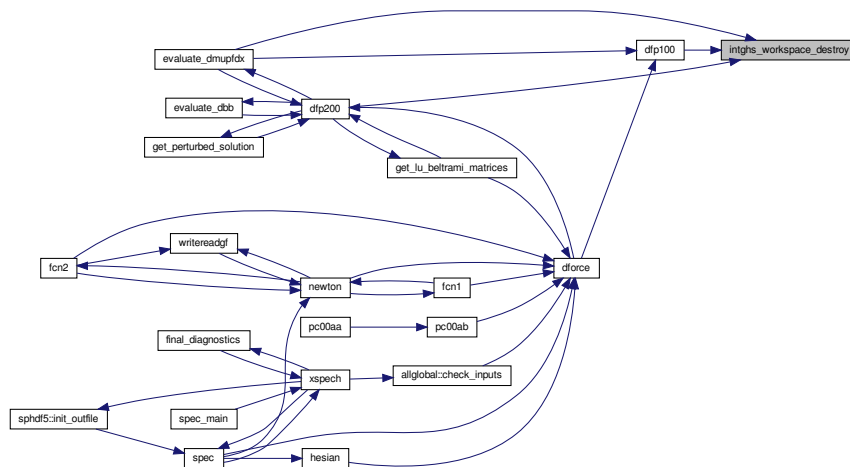 intghs_workspace_destroy
dfp100
evaluate_dmupfdx
evaluate_dbb
dfp200
get_perturbed_solution
get_lu_beltrami_matrices
writereadgf
fcn2
dforce
newton
fcn1
pc00aa
pc00ab
final_diagnostics
xspech
allglobal::check_inputs
sphdf5::init_outfile
spec_main
spec
hesian